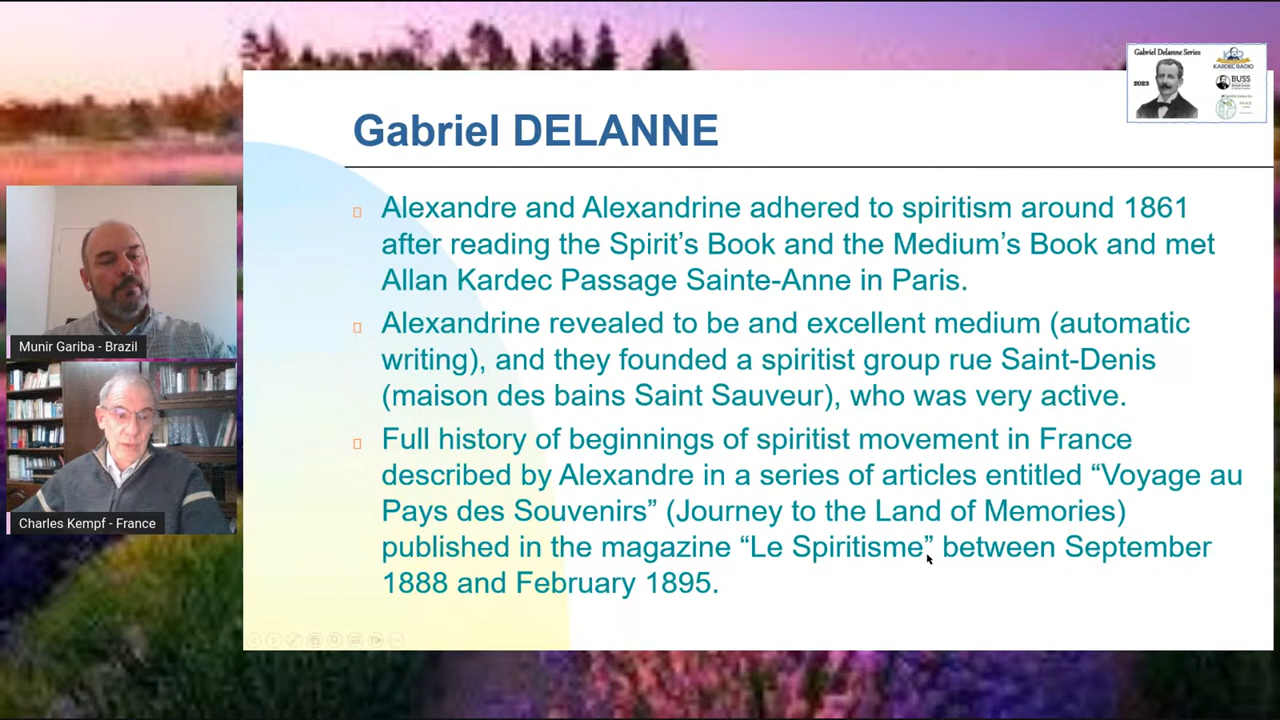 Gabriel Delanne Series
2023
KARDEC RADIO
BUSS
Gabriel DELANNE
Alexandre and Alexandrine adhered to spiritism around 1861
after reading the Spirit’s Book and the Medium’s Book and met
Allan Kardec Passage Sainte-Anne in Paris.
Alexandrine revealed to be and excellent medium (automatic
writing), and they founded a spiritist group rue Saint-Denis
(maison des bains Saint Sauveur), who was very active.
Full history of beginnings of spiritist movement in France
described by Alexandre in a series of articles entitled “Voyage au
Pays des Souvenirs” (Journey to the Land of Memories)
published in the magazine “Le Spiritisme” between September
1888 and February 1895.
Munir Gariba - Brazil
Charles Kempf - France